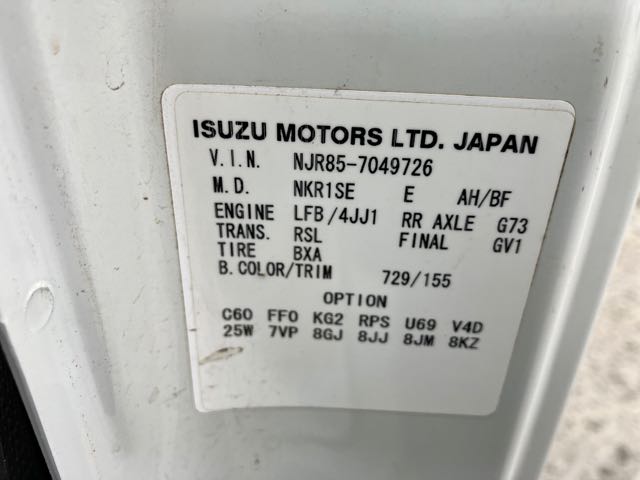 ISUZU MOTORS LTD. JAPAN
V.I.N. NJR85-7049726
M.D. NKR1SE E AH/BF
ENGINE LFB/4JJ1 RR AXLE G73
TRANS. RSL FINAL GV1
TIRE BXA
B.COLOR/TRIM 729/155
OPTION
C60 FF0 KG2 RPS U69 V4D
25W 7VP 8GJ 8JJ 8JM 8KZ